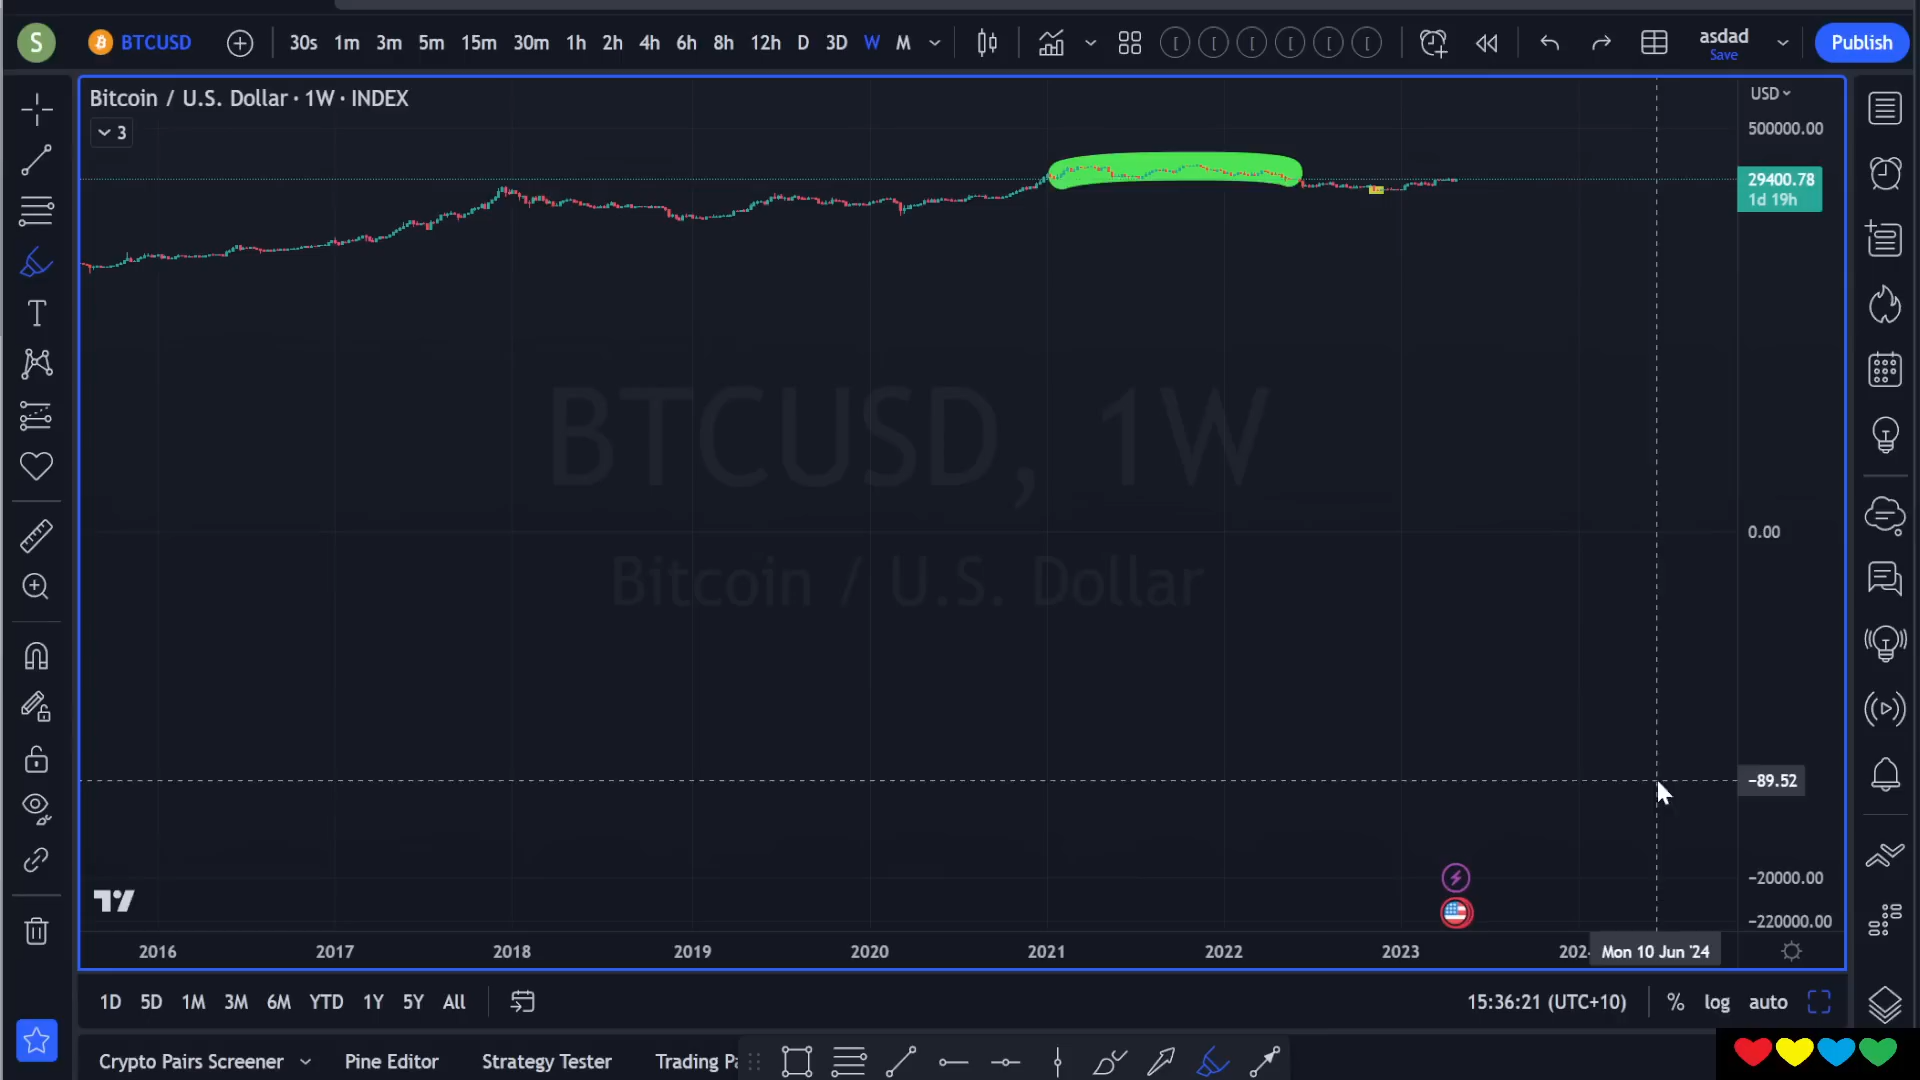 S BTCUSD 30s 1m 3m 5m 15m 30m 1h 2h 4h 6h 8h 12h D 3D W M asdad Save Publish
Bitcoin / U.S. Dollar · 1W · INDEX
3
USD
500000.00
29400.78
1d 19h
BTCUSD, 1W
Bitcoin / U.S. Dollar
0.00
−89.52
−20000.00
−220000.00
2016 2017 2018 2019 2020 2021 2022 2023 202 Mon 10 Jun '24
1D 5D 1M 3M 6M YTD 1Y 5Y All 15:36:21 (UTC+10) % log auto
Crypto Pairs Screener Pine Editor Strategy Tester Trading Pa